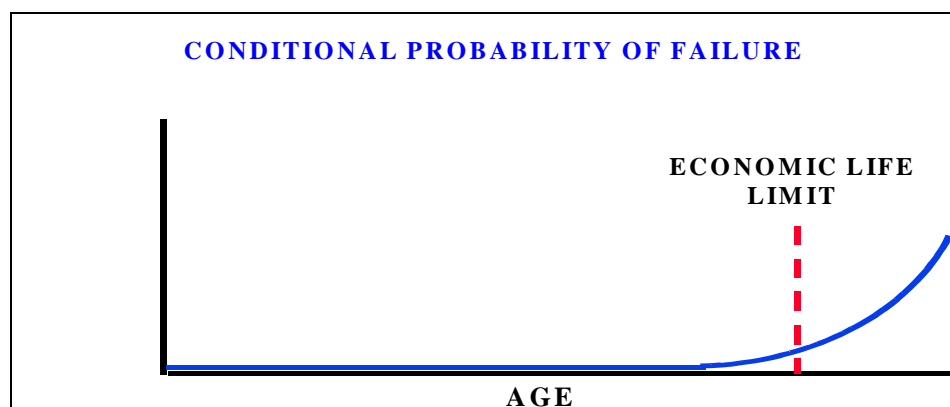 CONDITIONAL PROBABILITY OF FAILURE
ECONOMIC LIFE
LIMIT
AGE